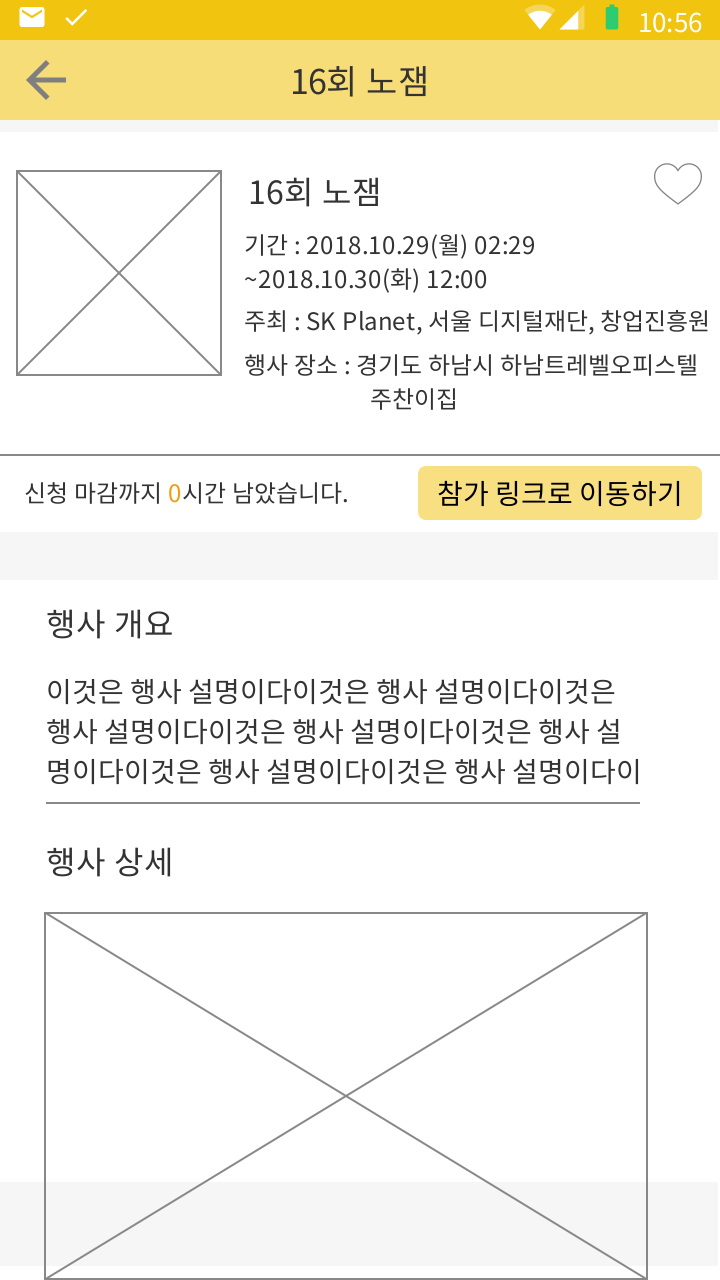 10:56
16회 노잼
16회 노잼
기간 : 2018.10.29(월) 02:29
~2018.10.30(화) 12:00
주최 : SK Planet, 서울 디지털재단, 창업진흥원
행사 장소 : 경기도 하남시 하남트레벨오피스텔
주찬이집
신청 마감까지 0시간 남았습니다.
참가 링크로 이동하기
행사 개요
이것은 행사 설명이다이것은 행사 설명이다이것은
행사 설명이다이것은 행사 설명이다이것은 행사 설
명이다이것은 행사 설명이다이것은 행사 설명이다이
행사 상세